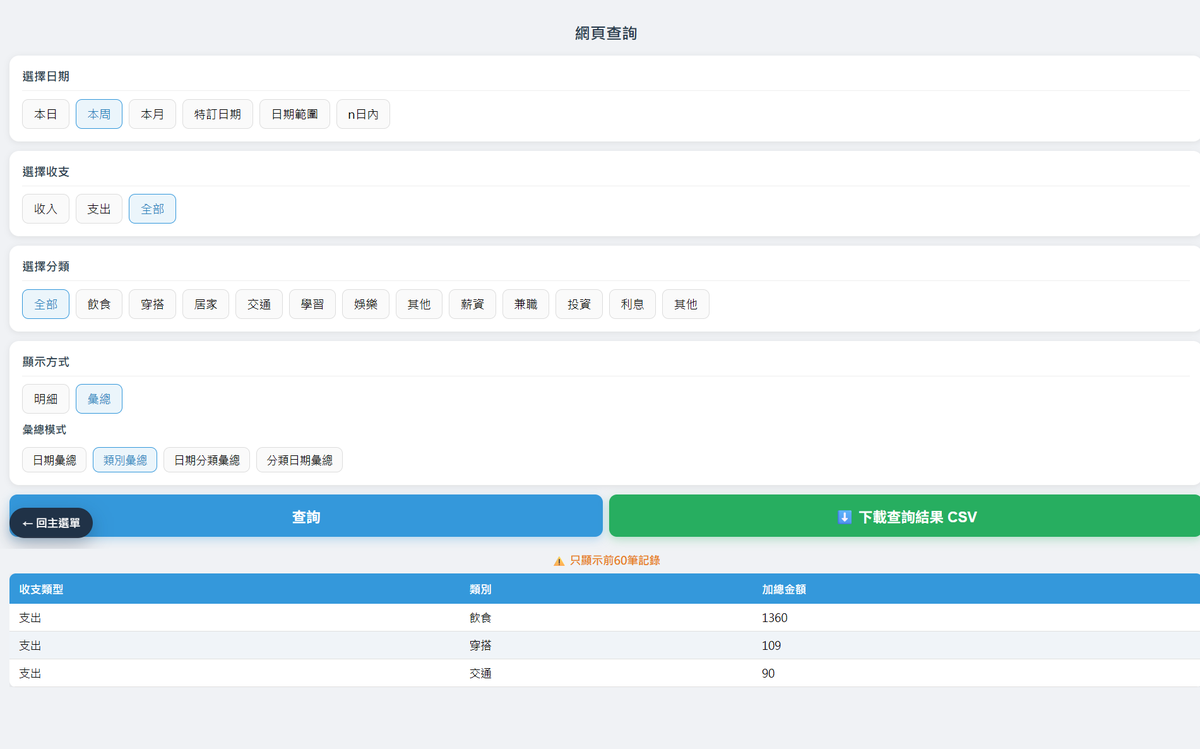 網頁查詢
選擇日期
本日 本周 本月 特訂日期 日期範圍 n日內
選擇收支
收入 支出 全部
選擇分類
全部 飲食 穿搭 居家 交通 學習 娛樂 其他 薪資 兼職 投資 利息 其他
顯示方式
明細 彙總
彙總模式
日期彙總 類別彙總 日期分類彙總 分類日期彙總
查詢 ⬇️ 下載查詢結果 CSV
← 回主選單
⚠️ 只顯示前60筆記錄
收支類型 類別 加總金額
支出 飲食 1360
支出 穿搭 109
支出 交通 90